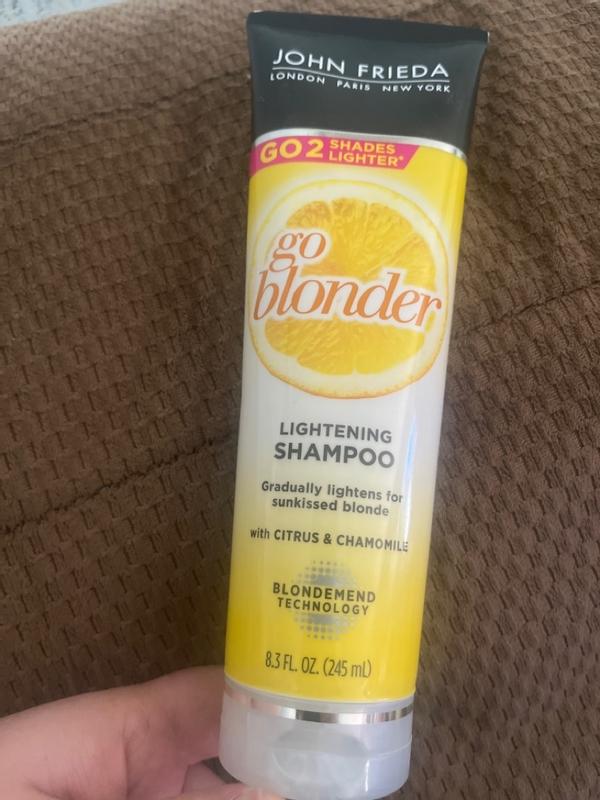 JOHN FRIEDA
LONDON PARIS NEW YORK
GO 2 SHADES
LIGHTER*
go
blonder
LIGHTENING
SHAMPOO
Gradually lightens for
sunkissed blonde
with CITRUS & CHAMOMILE
BLONDEMEND
TECHNOLOGY
8.3 FL. OZ. (245 mL)